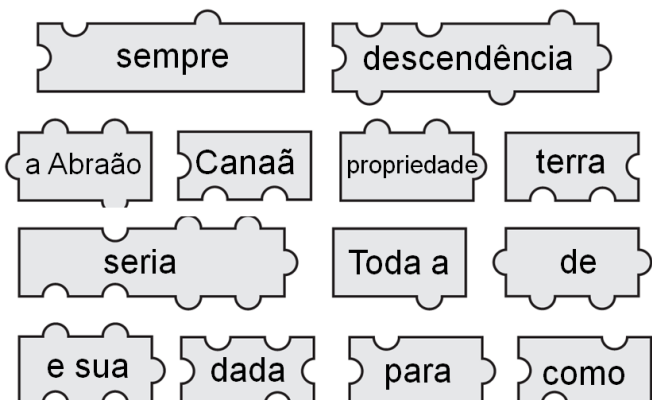 sempre descendência
a Abraão Canaã propriedade terra
seria Toda a de
e sua dada para como